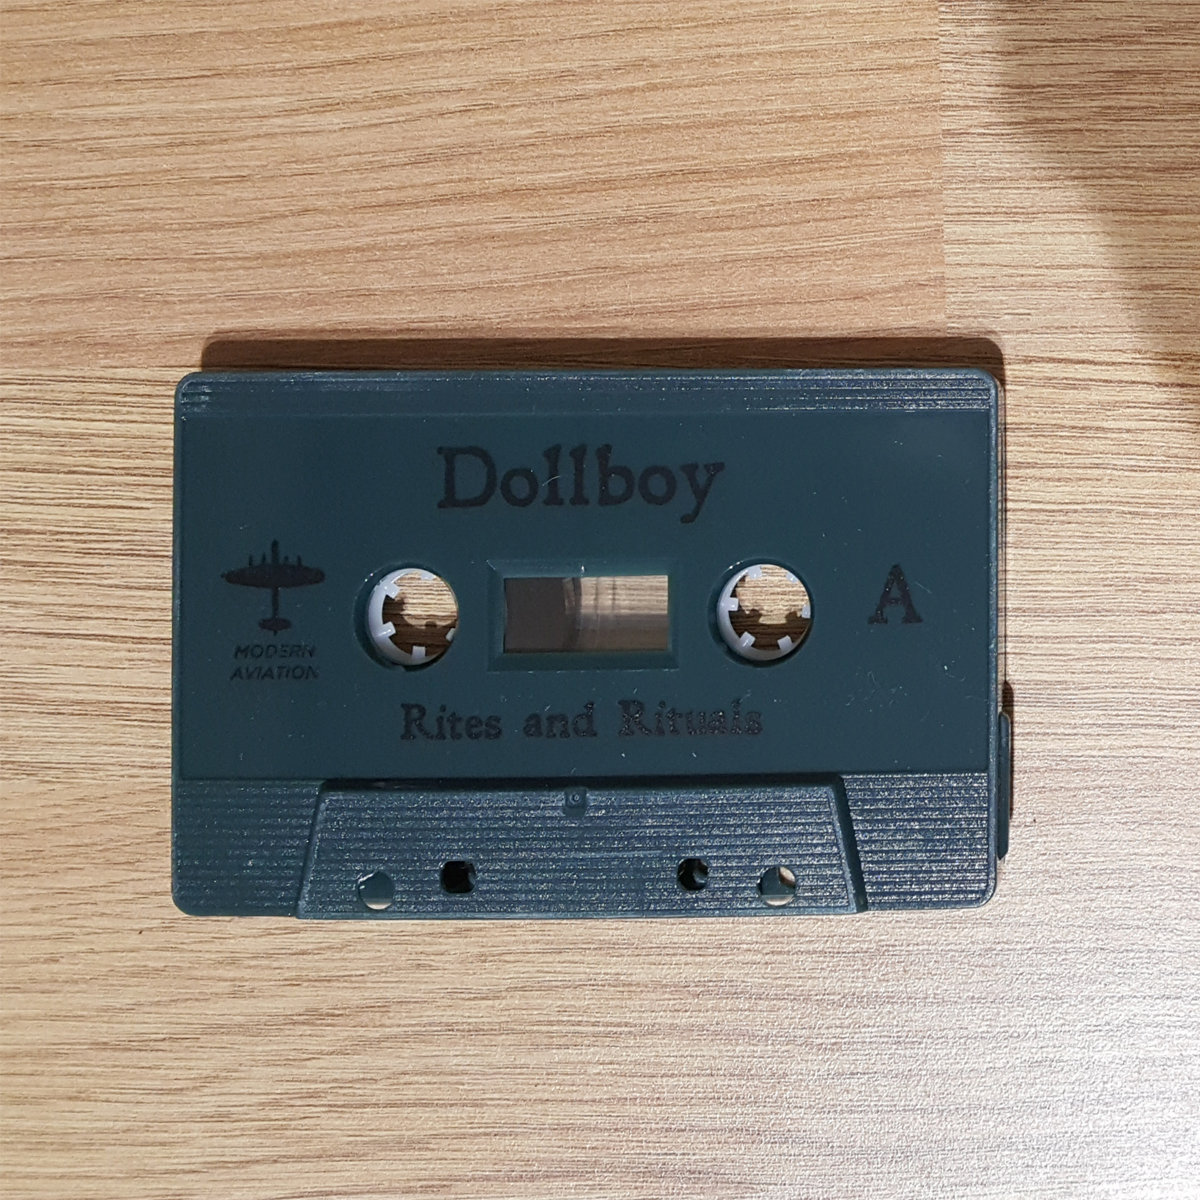 Dollboy
A
MODERN
AVIATION
Rites and Rituals